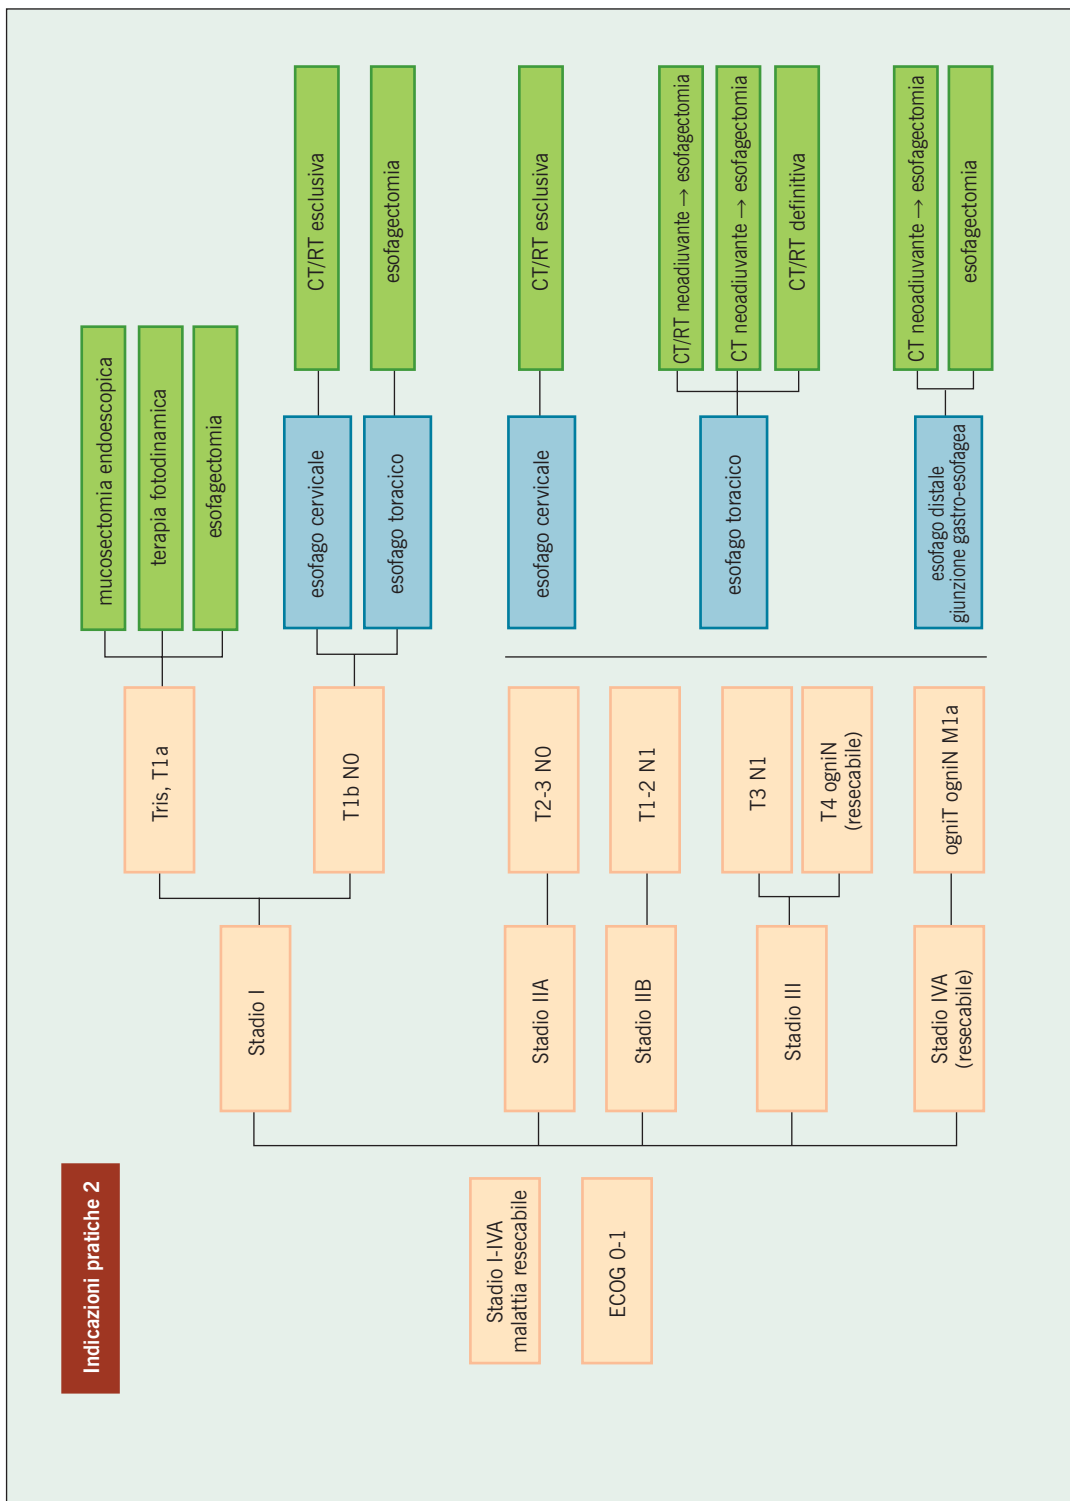 Indicazioni pratiche 2
Stadio I-IVA
malattia resecabile
ECOG 0-1
Stadio I
Stadio IIA
Stadio IIB
Stadio III
Stadio IVA
(resecabile)
Tris, T1a
T1b N0
T2-3 N0
T1-2 N1
T3 N1
T4 ogniN
(resecabile)
ogniT ogniN M1a
esofago cervicale
esofago toracico
esofago cervicale
esofago toracico
esofago distale
giunzione gastro-esofagea
mucosectomia endoescopica
terapia fotodinamica
esofagectomia
CT/RT esclusiva
esofagectomia
CT/RT esclusiva
CT/RT neoadiuvante → esofagectomia
CT neoadiuvante → esofagectomia
CT/RT definitiva
CT neoadiuvante → esofagectomia
esofagectomia